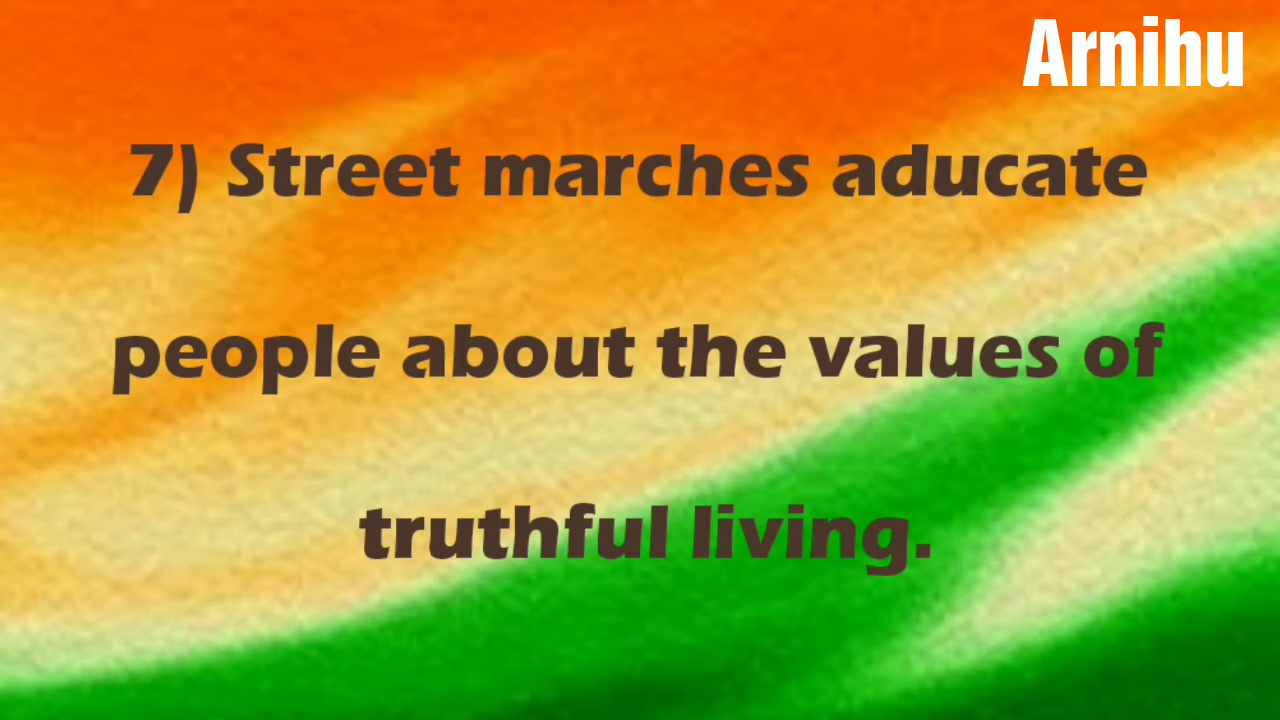 Arnihu
7) Street marches aducate
people about the values of
truthful living.